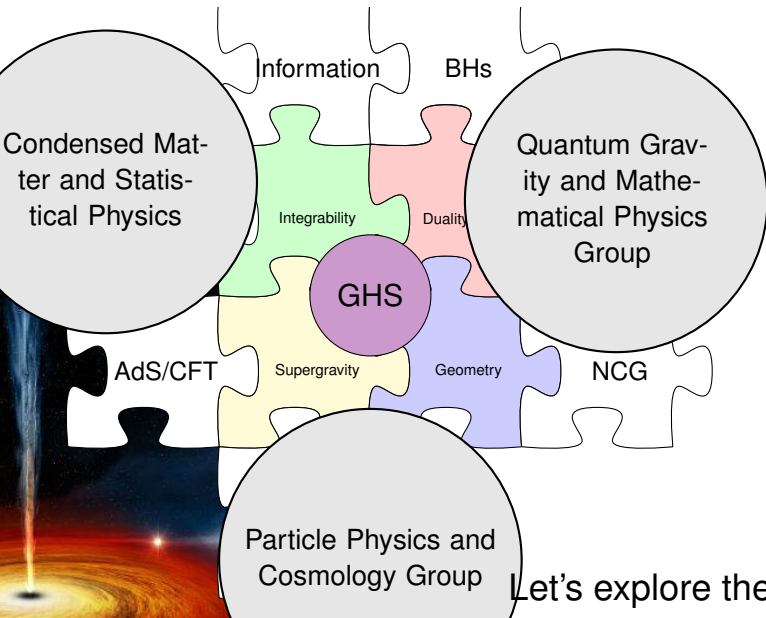 Information
BHs
Condensed Mat-
ter and Statis-
tical Physics
Quantum Grav-
ity and Mathe-
matical Physics
Group
Integrability
Duality
GHS
AdS/CFT
Supergravity
Geometry
NCG
Particle Physics and
Cosmology Group
Let's explore the